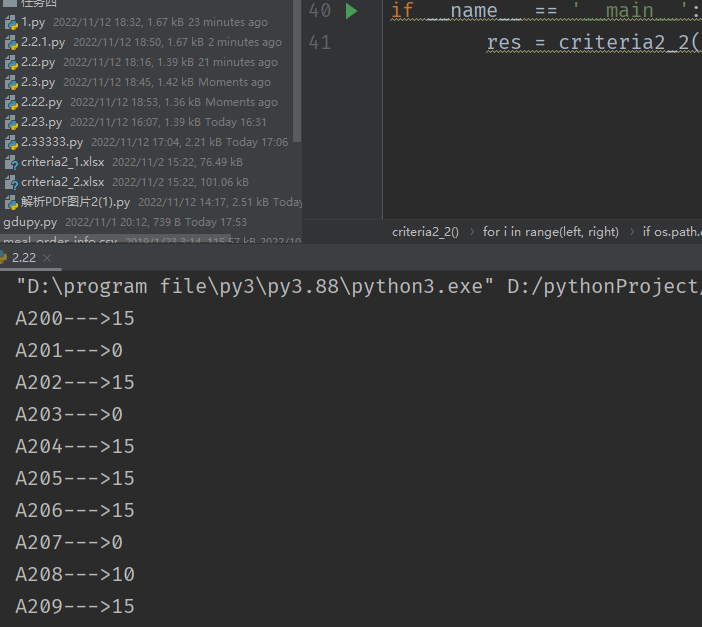 任务四
1.py 2022/11/12 18:32, 1.67 kB 23 minutes ago
2.2.1.py 2022/11/12 18:50, 1.67 kB 2 minutes ago
2.2.py 2022/11/12 18:16, 1.39 kB 21 minutes ago
2.3.py 2022/11/12 18:45, 1.42 kB Moments ago
2.22.py 2022/11/12 18:53, 1.36 kB Moments ago
2.23.py 2022/11/12 16:07, 1.39 kB Today 16:31
2.33333.py 2022/11/12 17:04, 2.21 kB Today 17:06
criteria2_1.xlsx 2022/11/2 15:22, 76.49 kB
criteria2_2.xlsx 2022/11/2 15:22, 101.06 kB
解析PDF图片2(1).py 2022/11/12 14:17, 2.51 kB Today
gdupy.py 2022/11/1 20:12, 739 B Today 17:53
meal_order_info.csv 2019/1/23 3:14, 115.57 kB 2022/10
40 if __name__ == '__main__':
41 res = criteria2_2(
criteria2_2() › for i in range(left, right) › if os.path.
2.22 ×
"D:\program file\py3\py3.88\python3.exe" D:/pythonProject/
A200--->15
A201--->0
A202--->15
A203--->0
A204--->15
A205--->15
A206--->15
A207--->0
A208--->10
A209--->15